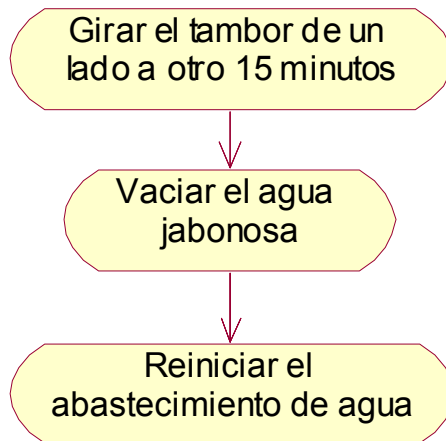 Girar el tambor de un
lado a otro 15 minutos
Vaciar el agua
jabonosa
Reiniciar el
abastecimiento de agua